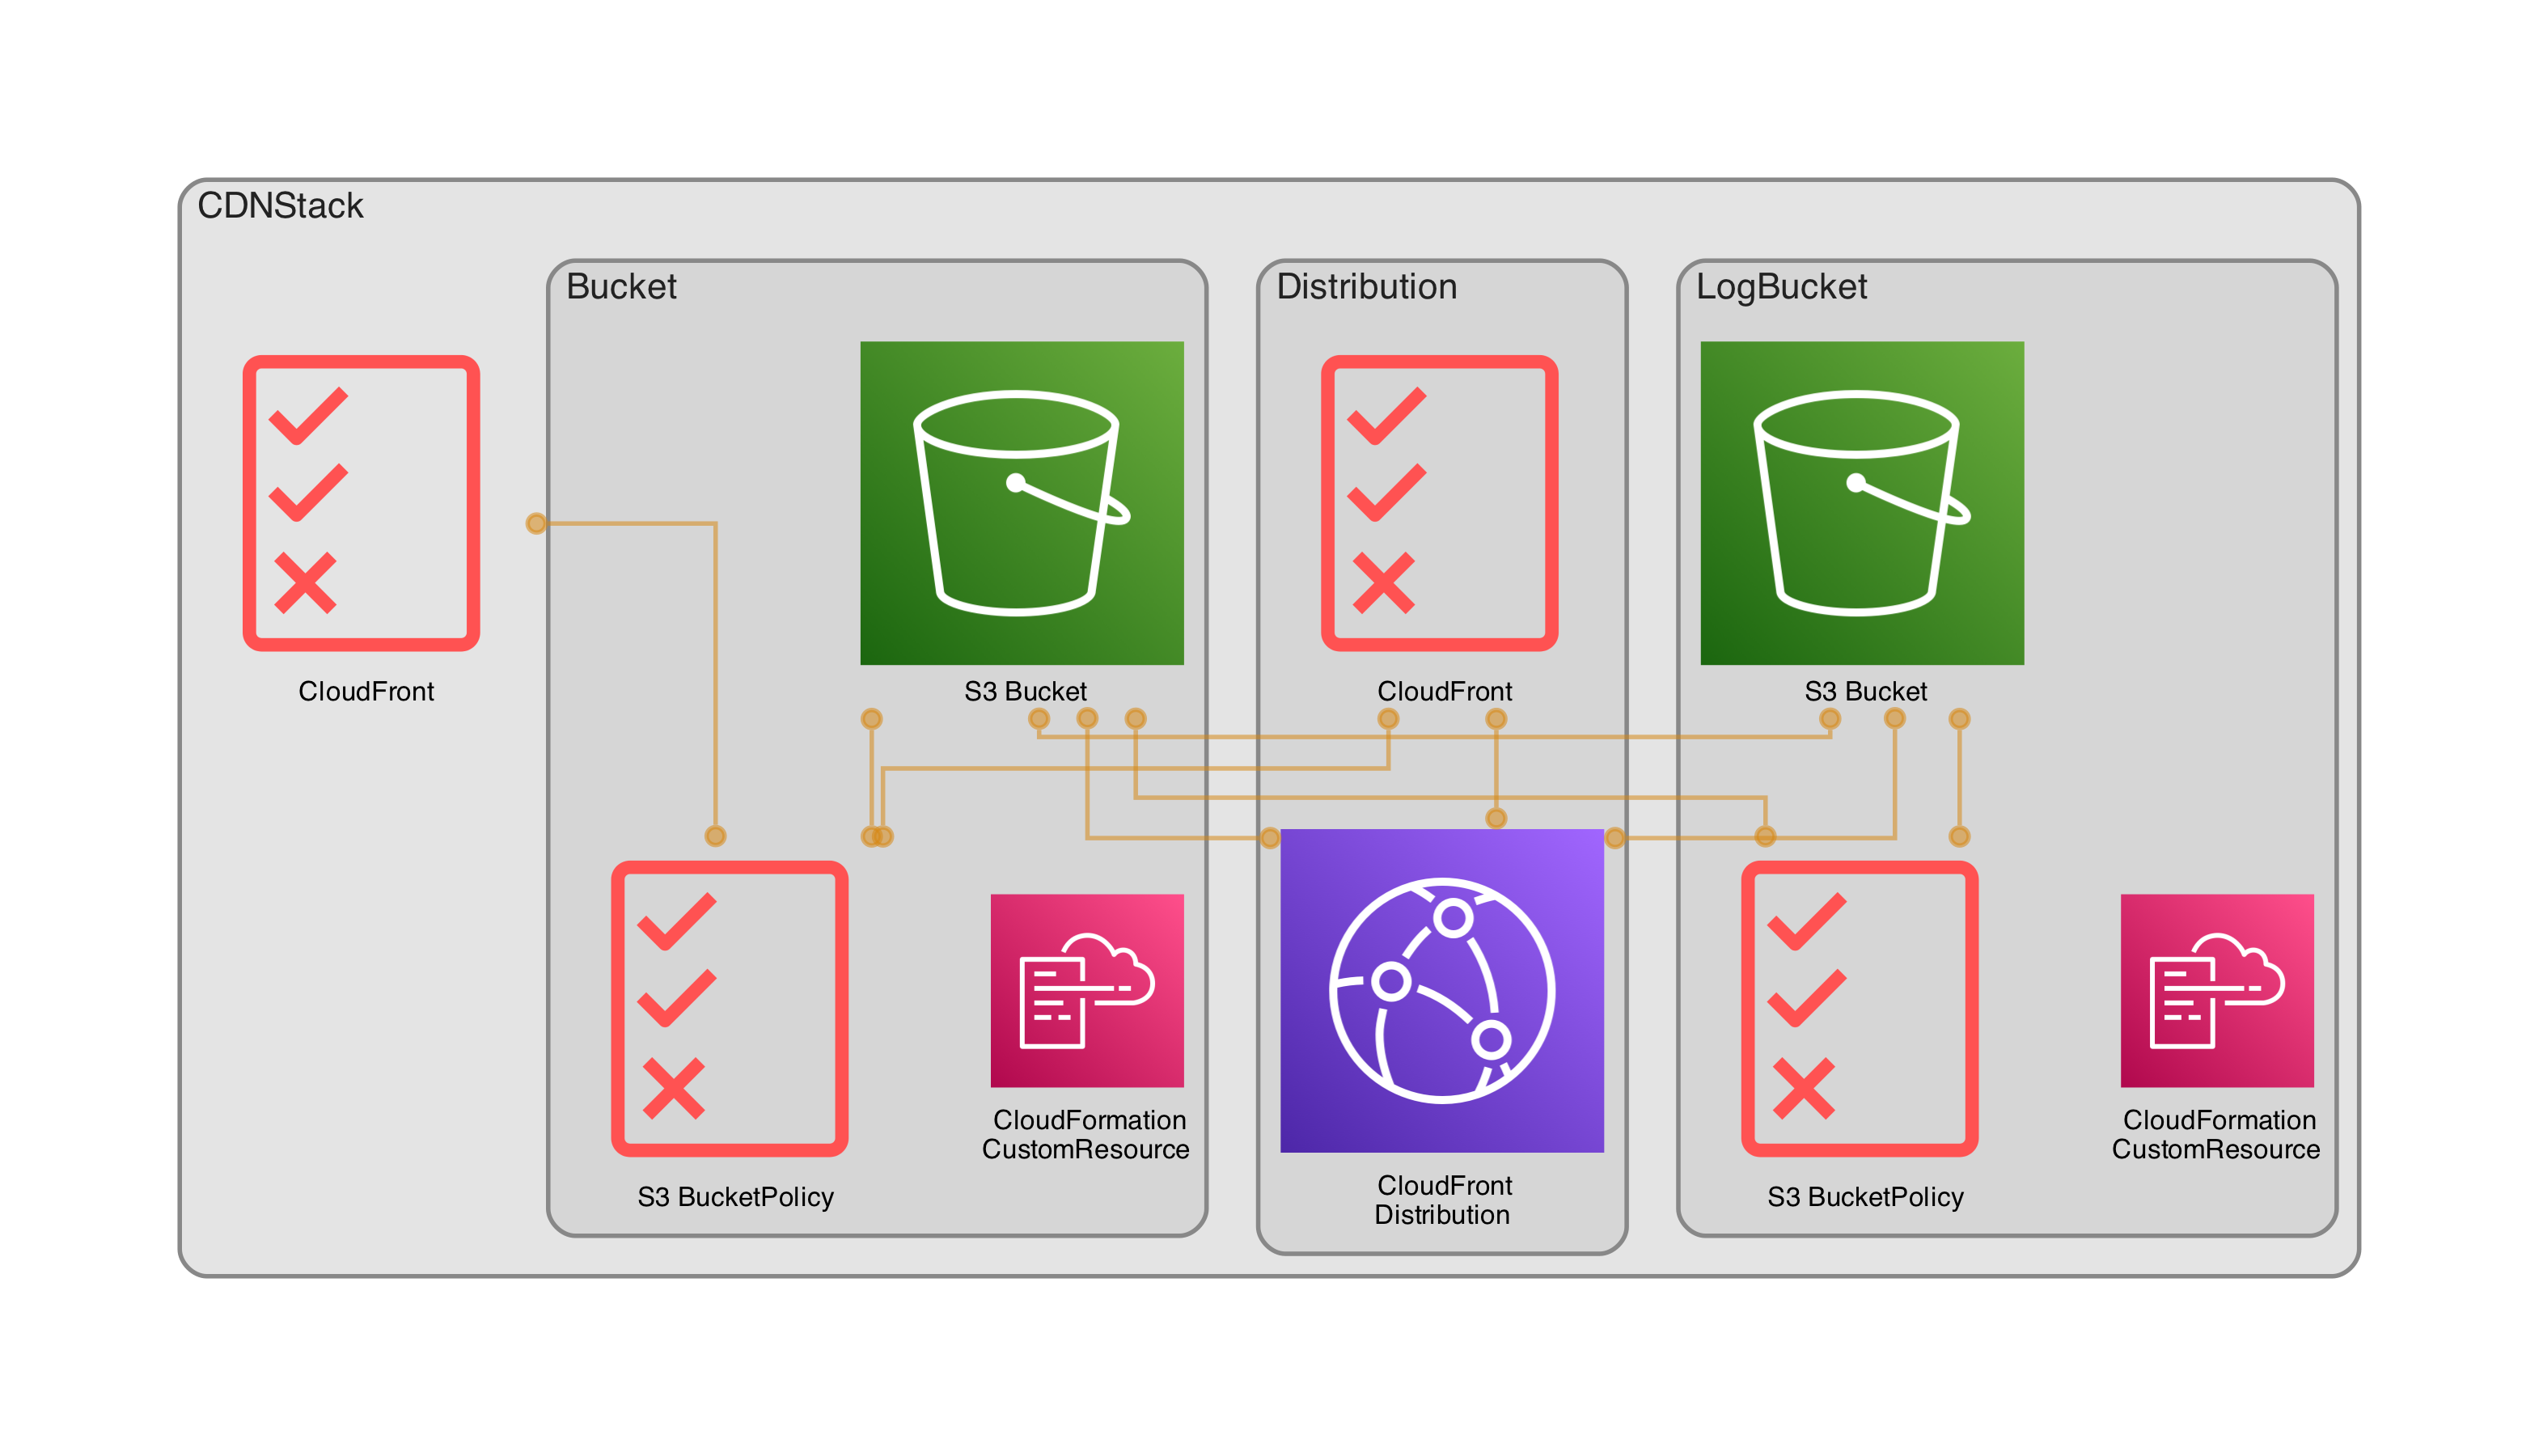 CDNStack
Bucket
Distribution
LogBucket
CloudFront
S3 Bucket
CloudFront
S3 Bucket
S3 BucketPolicy
CloudFormation
CustomResource
CloudFront
Distribution
S3 BucketPolicy
CloudFormation
CustomResource